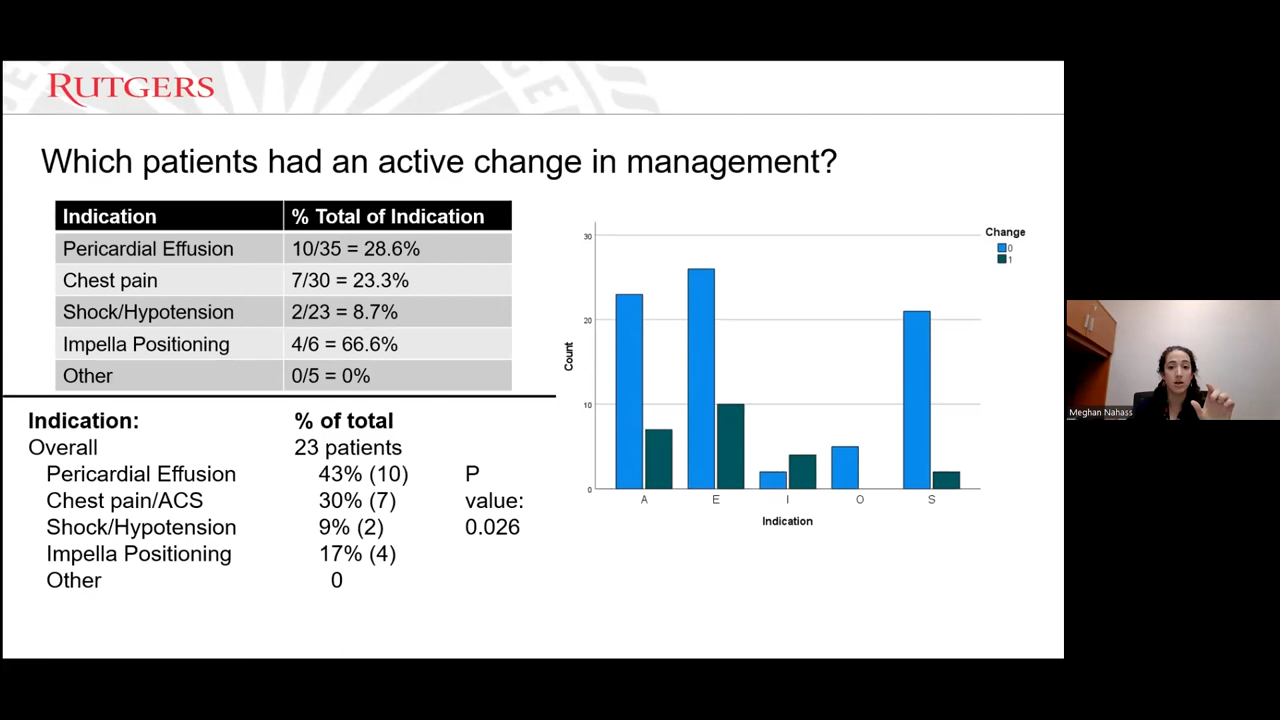 RUTGERS
Which patients had an active change in management?
Indication % Total of Indication
Pericardial Effusion 10/35 = 28.6%
Chest pain 7/30 = 23.3%
Shock/Hypotension 2/23 = 8.7%
Impella Positioning 4/6 = 66.6%
Other 0/5 = 0%
Indication: % of total
Overall 23 patients
Pericardial Effusion 43% (10)
Chest pain/ACS 30% (7)
Shock/Hypotension 9% (2)
Impella Positioning 17% (4)
Other 0
P
value:
0.026
Change
0
1
30
20
10
0
Count
A E I O S
Indication
Meghan Nahass